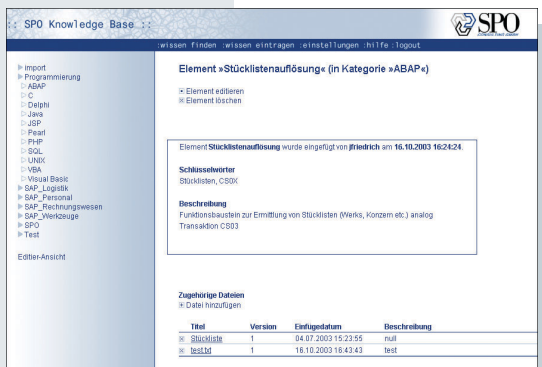 :: SPO Knowledge Base ::
SPO
:wissen finden :wissen eintragen :einstellungen :hilfe :logout
import
Programmierung
ABAP
C
Delphi
Java
JSP
Pearl
PHP
SQL
UNIX
VBA
Visual Basic
SAP_Logistik
SAP_Personal
SAP_Rechnungswesen
SAP_Werkzeuge
SPO
Test
Editier-Ansicht
Element »Stücklistenauflösung« (in Kategorie »ABAP«)
Element editieren
Element löschen
Element Stücklistenauflösung wurde eingefügt von jfriedrich am 16.10.2003 16:24:24.
Schlüsselwörter
Stücklisten, CS0X
Beschreibung
Funktionsbaustein zur Ermittlung von Stücklisten (Werks, Konzern etc.) analog
Transaktion CS03
Zugehörige Dateien
Datei hinzufügen
Titel Version Einfügedatum Beschreibung
Stückliste 1 04.07.2003 15:23:55 null
test.txt 1 16.10.2003 16:43:43 test